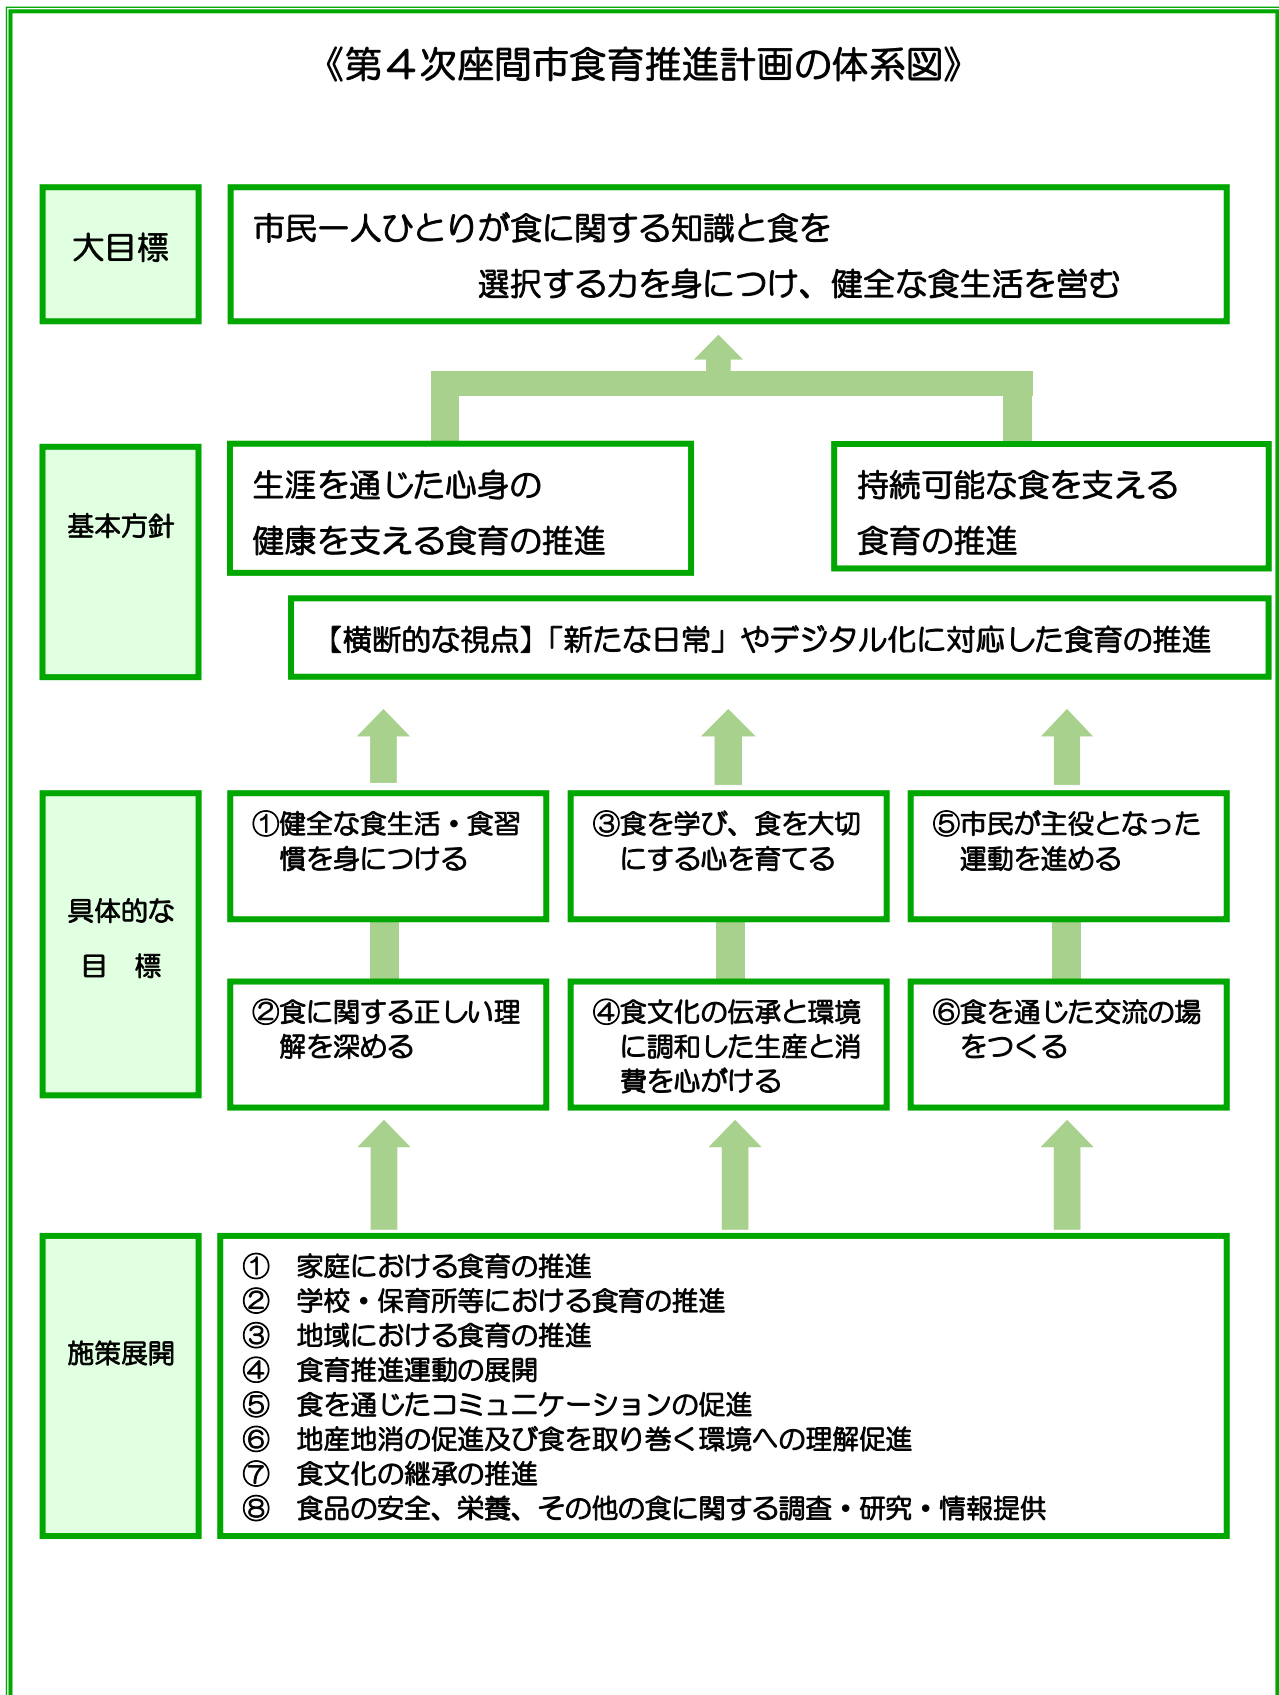 《第４次座間市食育推進計画の体系図》
大目標
市民一人ひとりが食に関する知識と食を
選択する力を身につけ、健全な食生活を営む
基本方針
生涯を通じた心身の
健康を支える食育の推進
持続可能な食を支える
食育の推進
【横断的な視点】「新たな日常」やデジタル化に対応した食育の推進
具体的な
目　標
①健全な食生活・食習
慣を身につける
③食を学び、食を大切
にする心を育てる
⑤市民が主役となった
運動を進める
②食に関する正しい理
解を深める
④食文化の伝承と環境
に調和した生産と消
費を心がける
⑥食を通じた交流の場
をつくる
施策展開
①　家庭における食育の推進
②　学校・保育所等における食育の推進
③　地域における食育の推進
④　食育推進運動の展開
⑤　食を通じたコミュニケーションの促進
⑥　地産地消の促進及び食を取り巻く環境への理解促進
⑦　食文化の継承の推進
⑧　食品の安全、栄養、その他の食に関する調査・研究・情報提供